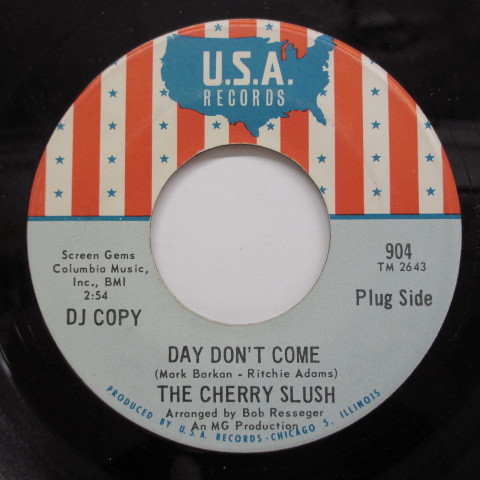 U.S.A.
RECORDS
Screen Gems
Columbia Music,
Inc., BMI
2:54
DJ COPY
904
TM 2643
Plug Side
DAY DON'T COME
(Mark Barkan - Ritchie Adams)
THE CHERRY SLUSH
Arranged by Bob Resseger
An MG Production
PRODUCED BY U.S.A. RECORDS-CHICAGO 5, ILLINOIS